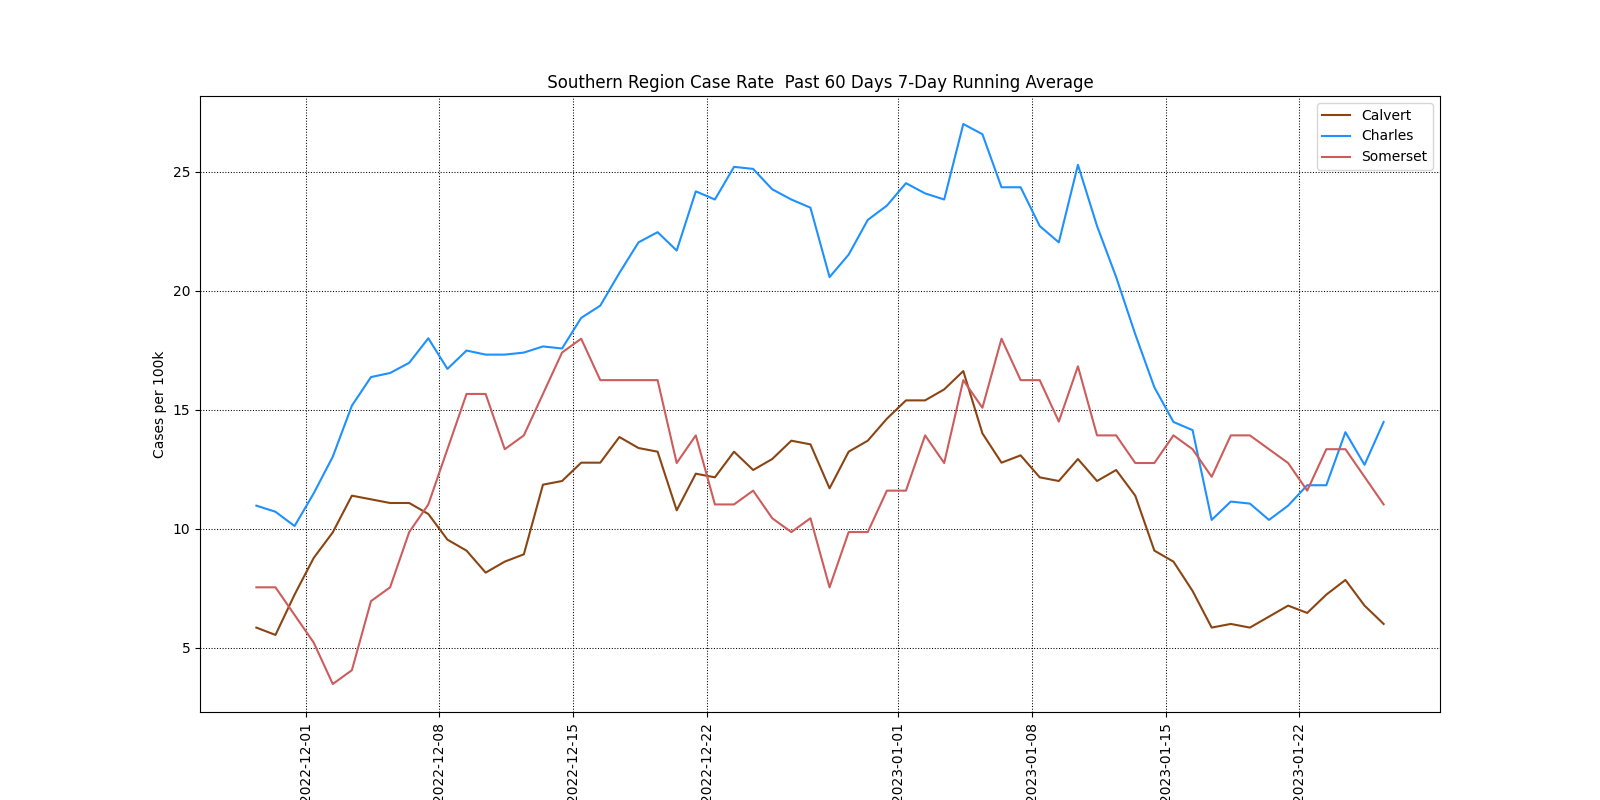 Southern Region Case Rate  Past 60 Days 7-Day Running Average
Calvert
Charles
Somerset
Cases per 100k
25
20
15
10
5
2022-12-01
2022-12-08
2022-12-15
2022-12-22
2023-01-01
2023-01-08
2023-01-15
2023-01-22